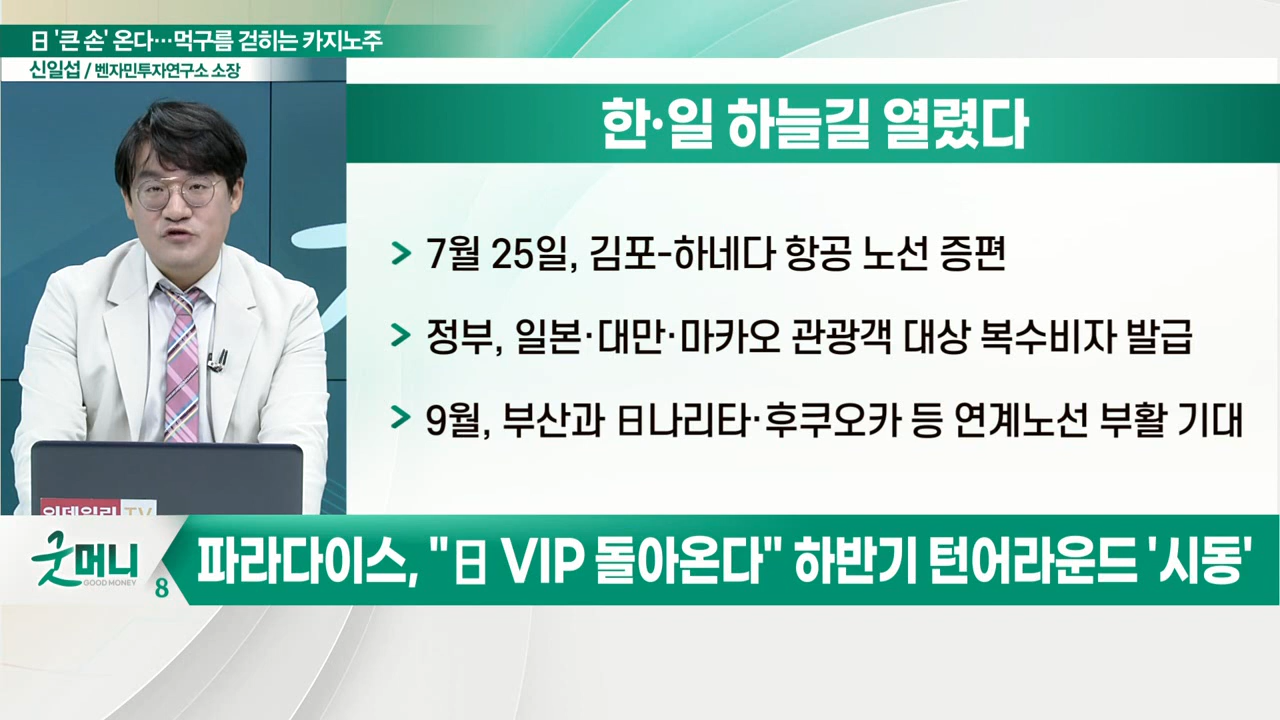 日 '큰 손' 온다…먹구름 걷히는 카지노주
신일섭 / 벤자민투자연구소 소장
한·일 하늘길 열렸다
> 7월 25일, 김포-하네다 항공 노선 증편
> 정부, 일본·대만·마카오 관광객 대상 복수비자 발급
> 9월, 부산과 日나리타·후쿠오카 등 연계노선 부활 기대
이데일리 TV
굿머니
GOOD MONEY
8
파라다이스, "日 VIP 돌아온다" 하반기 턴어라운드 '시동'